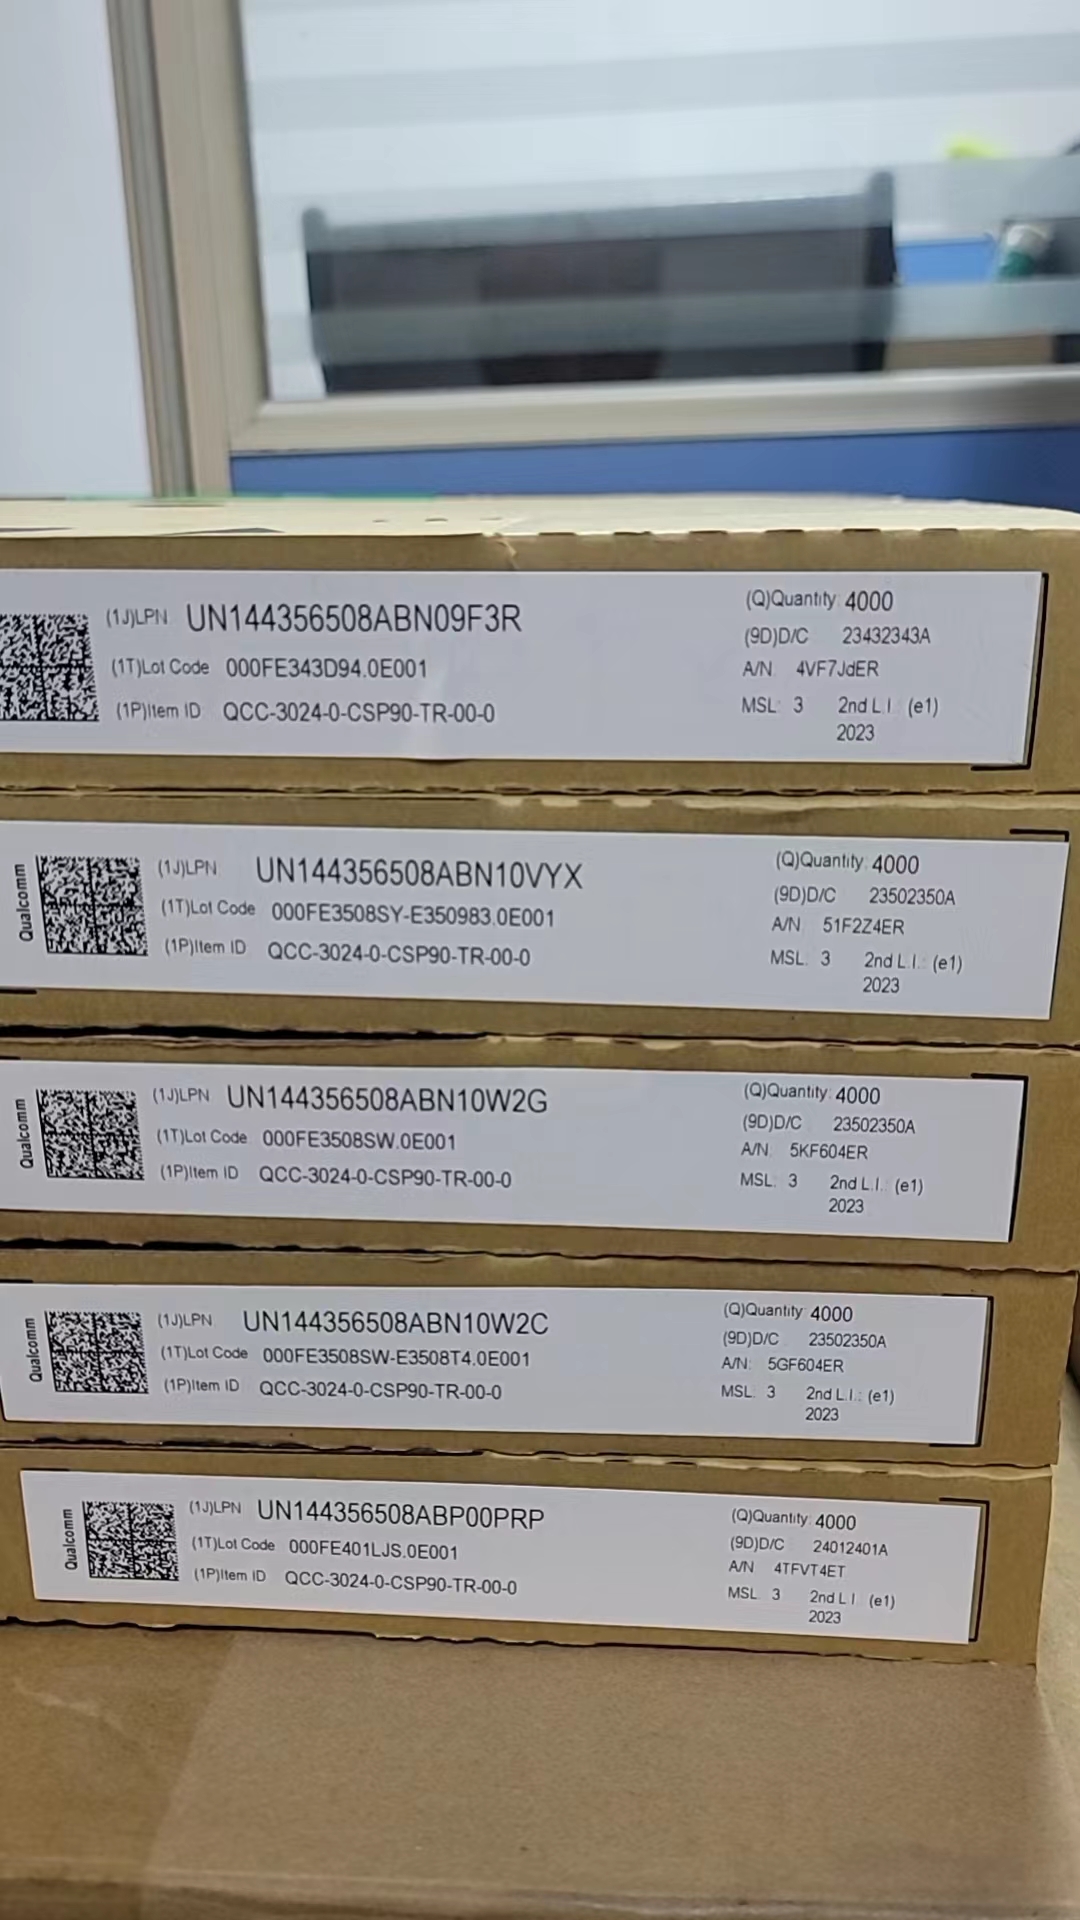 (1J)LPN UN144356508ABN09F3R
(1T)Lot Code 000FE343D94.0E001
(1P)Item ID QCC-3024-0-CSP90-TR-00-0
(Q)Quantity: 4000
(9D)D/C 23432343A
A/N: 4VF7JdER
MSL: 3 2nd L.I.: (e1)
2023
Qualcomm
(1J)LPN UN144356508ABN10VYX
(1T)Lot Code 000FE3508SY-E350983.0E001
(1P)Item ID QCC-3024-0-CSP90-TR-00-0
(Q)Quantity: 4000
(9D)D/C 23502350A
A/N: 51F2Z4ER
MSL: 3 2nd L.I.: (e1)
2023
Qualcomm
(1J)LPN UN144356508ABN10W2G
(1T)Lot Code 000FE3508SW.0E001
(1P)Item ID QCC-3024-0-CSP90-TR-00-0
(Q)Quantity: 4000
(9D)D/C 23502350A
A/N: 5KF604ER
MSL: 3 2nd L.I.: (e1)
2023
Qualcomm
(1J)LPN UN144356508ABN10W2C
(1T)Lot Code 000FE3508SW-E3508T4.0E001
(1P)Item ID QCC-3024-0-CSP90-TR-00-0
(Q)Quantity: 4000
(9D)D/C 23502350A
A/N: 5GF604ER
MSL: 3 2nd L.I.: (e1)
2023
Qualcomm
(1J)LPN UN144356508ABP00PRP
(1T)Lot Code 000FE401LJS.0E001
(1P)Item ID QCC-3024-0-CSP90-TR-00-0
(Q)Quantity: 4000
(9D)D/C 24012401A
A/N: 4TFVT4ET
MSL: 3 2nd L.I.: (e1)
2023